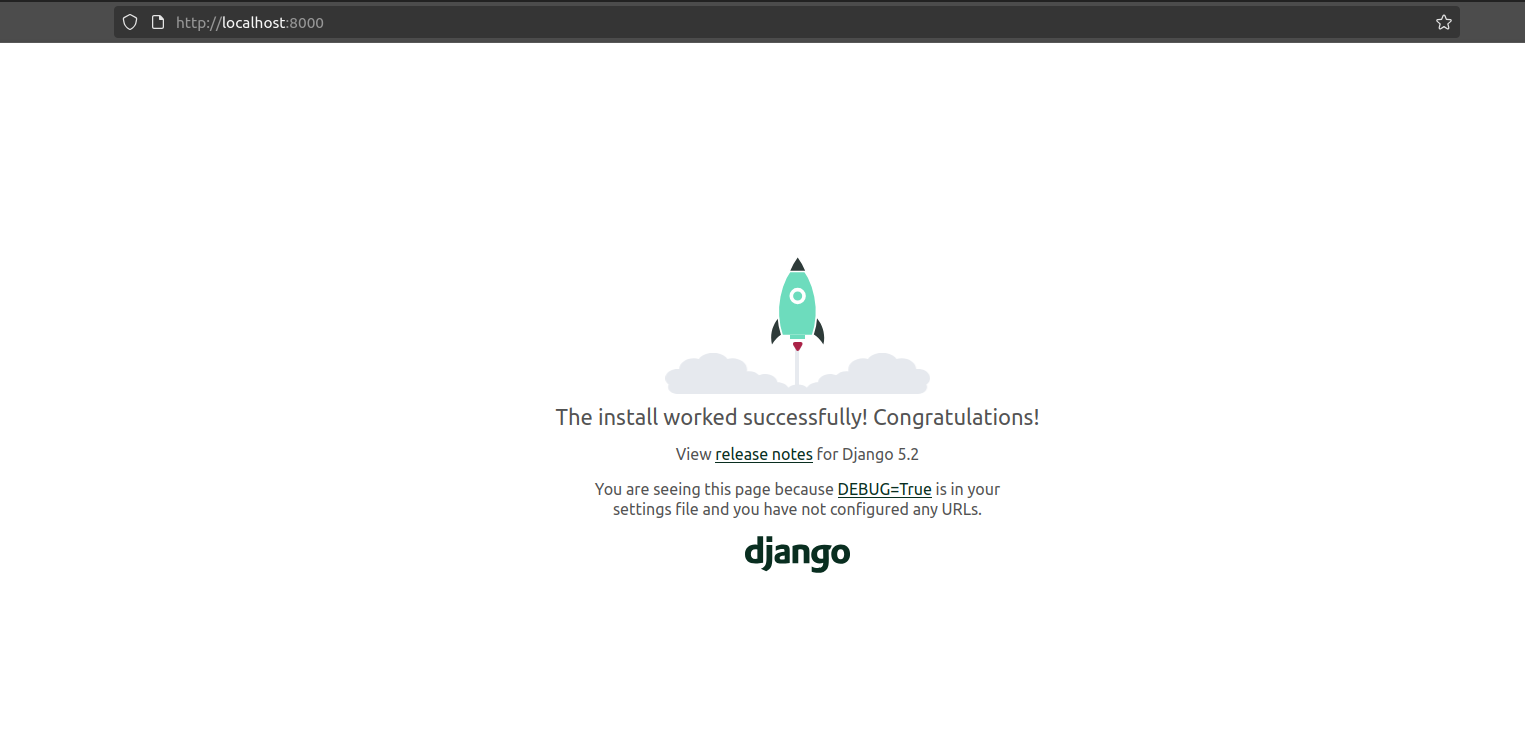 http://localhost:8000
The install worked successfully! Congratulations!
View release notes for Django 5.2
You are seeing this page because DEBUG=True is in your
settings file and you have not configured any URLs.
django